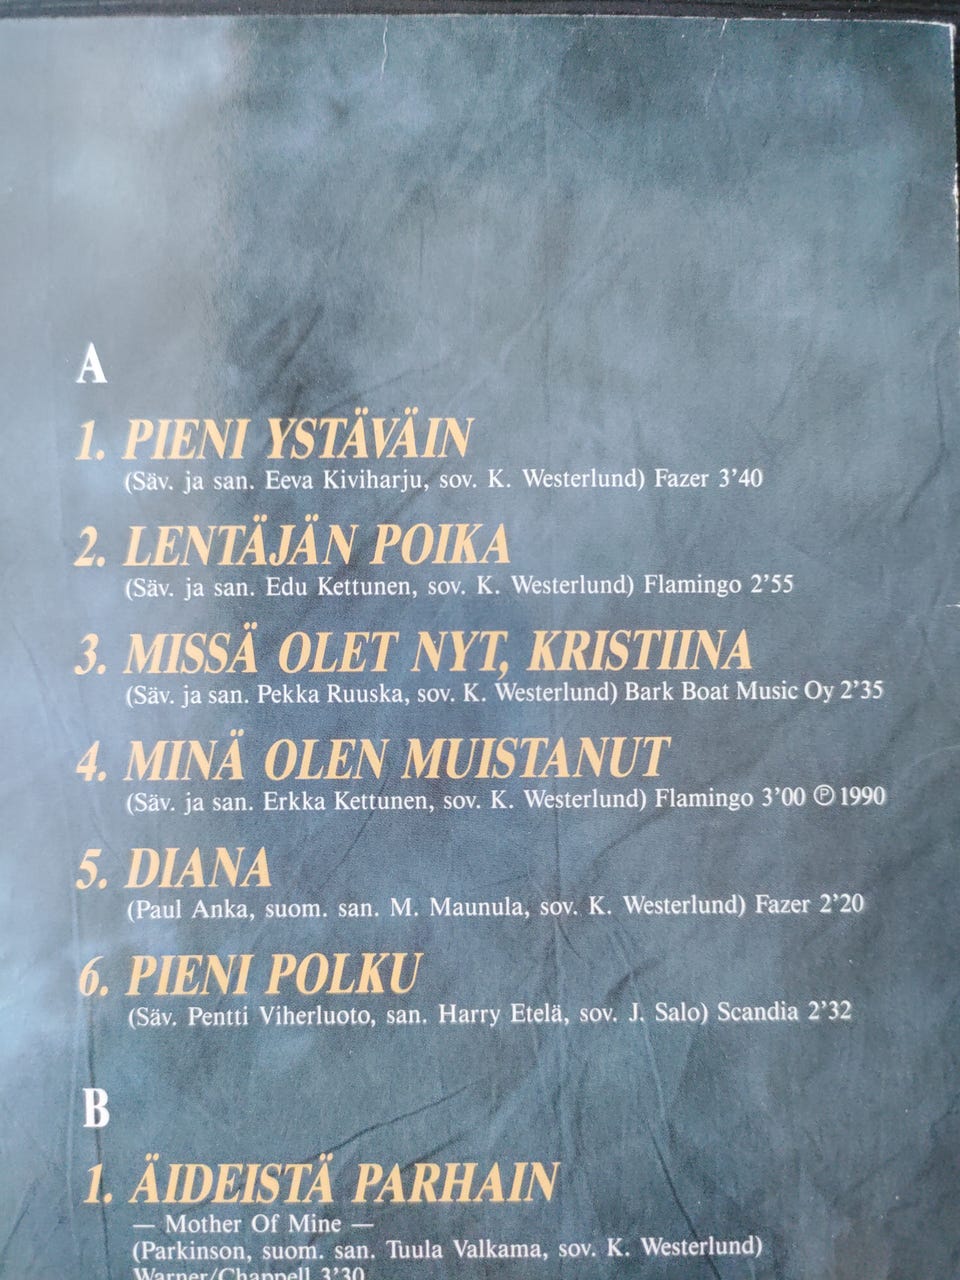 A
1. PIENI YSTÄVÄIN
(Säv. ja san. Eeva Kiviharju, sov. K. Westerlund) Fazer 3'40
2. LENTÄJÄN POIKA
(Säv. ja san. Edu Kettunen, sov. K. Westerlund) Flamingo 2'55
3. MISSÄ OLET NYT, KRISTIINA
(Säv. ja san. Pekka Ruuska, sov. K. Westerlund) Bark Boat Music Oy 2'35
4. MINÄ OLEN MUISTANUT
(Säv. ja san. Erkka Kettunen, sov. K. Westerlund) Flamingo 3'00 ℗ 1990
5. DIANA
(Paul Anka, suom. san. M. Maunula, sov. K. Westerlund) Fazer 2'20
6. PIENI POLKU
(Säv. Pentti Viherluoto, san. Harry Etelä, sov. J. Salo) Scandia 2'32
B
1. ÄIDEISTÄ PARHAIN
— Mother Of Mine —
(Parkinson, suom. san. Tuula Valkama, sov. K. Westerlund)
Warner/Chappell 3'30